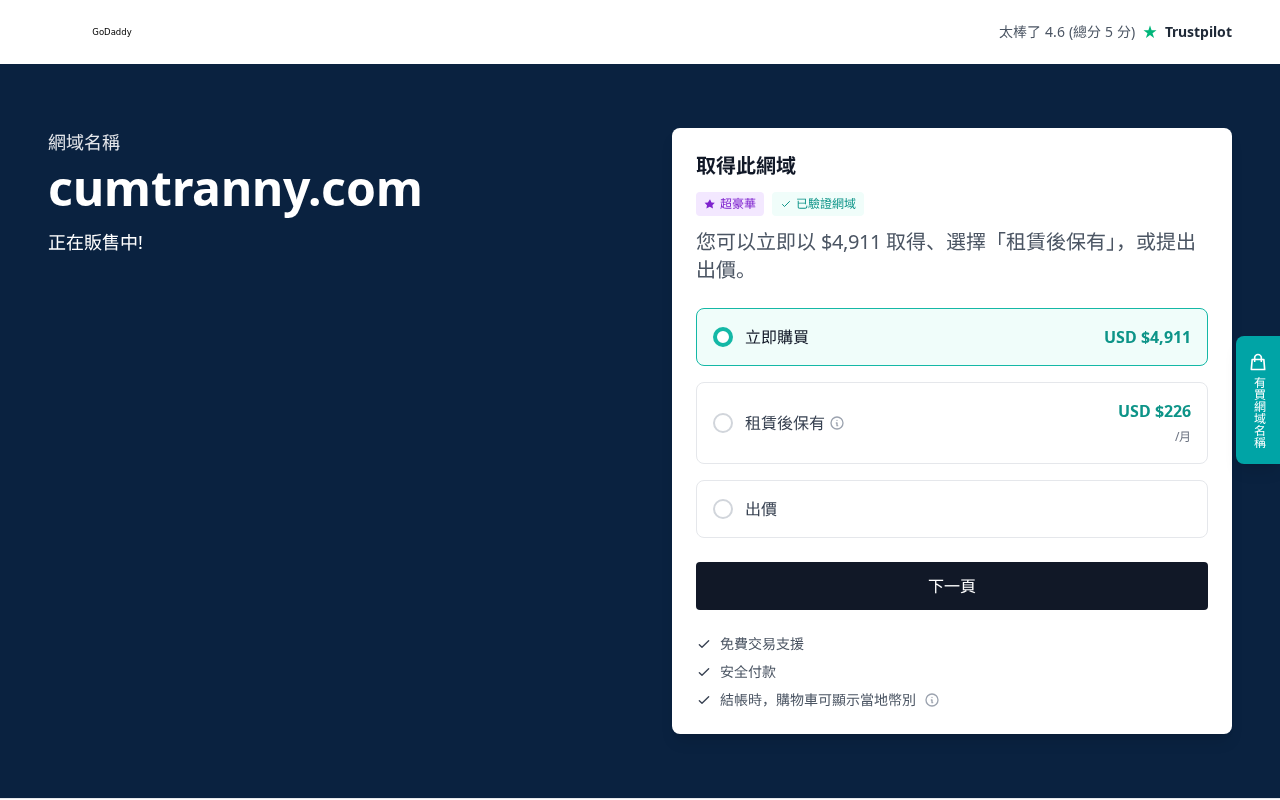 GoDaddy
太棒了 4.6 (總分 5 分) ★ Trustpilot
網域名稱
cumtranny.com
正在販售中!
取得此網域
超豪華
已驗證網域
您可以立即以 $4,911 取得、選擇「租賃後保有」，或提出
出價。
立即購買 USD $4,911
租賃後保有 USD $226
/月
出價
下一頁
免費交易支援
安全付款
結帳時，購物車可顯示當地幣別
有買網域名稱